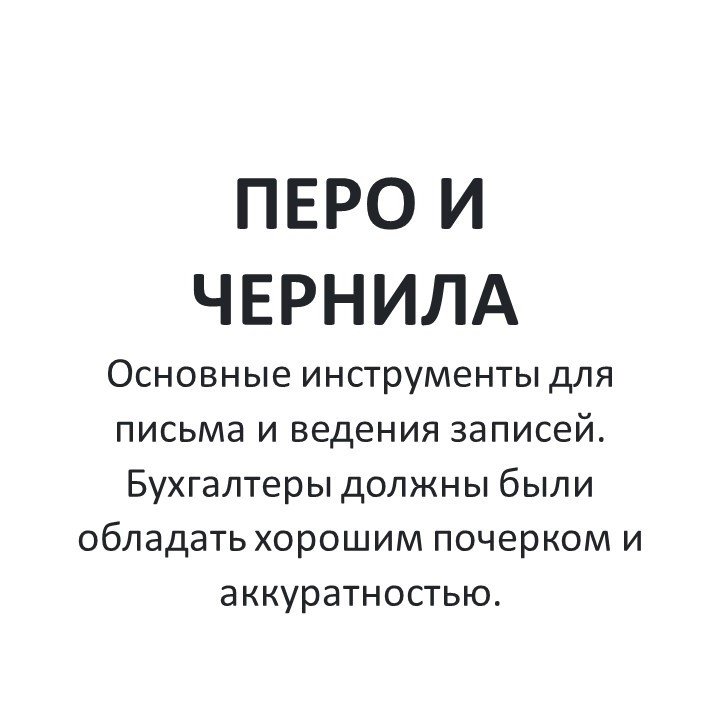 ПЕРО И
ЧЕРНИЛА
Основные инструменты для
письма и ведения записей.
Бухгалтеры должны были
обладать хорошим почерком и
аккуратностью.